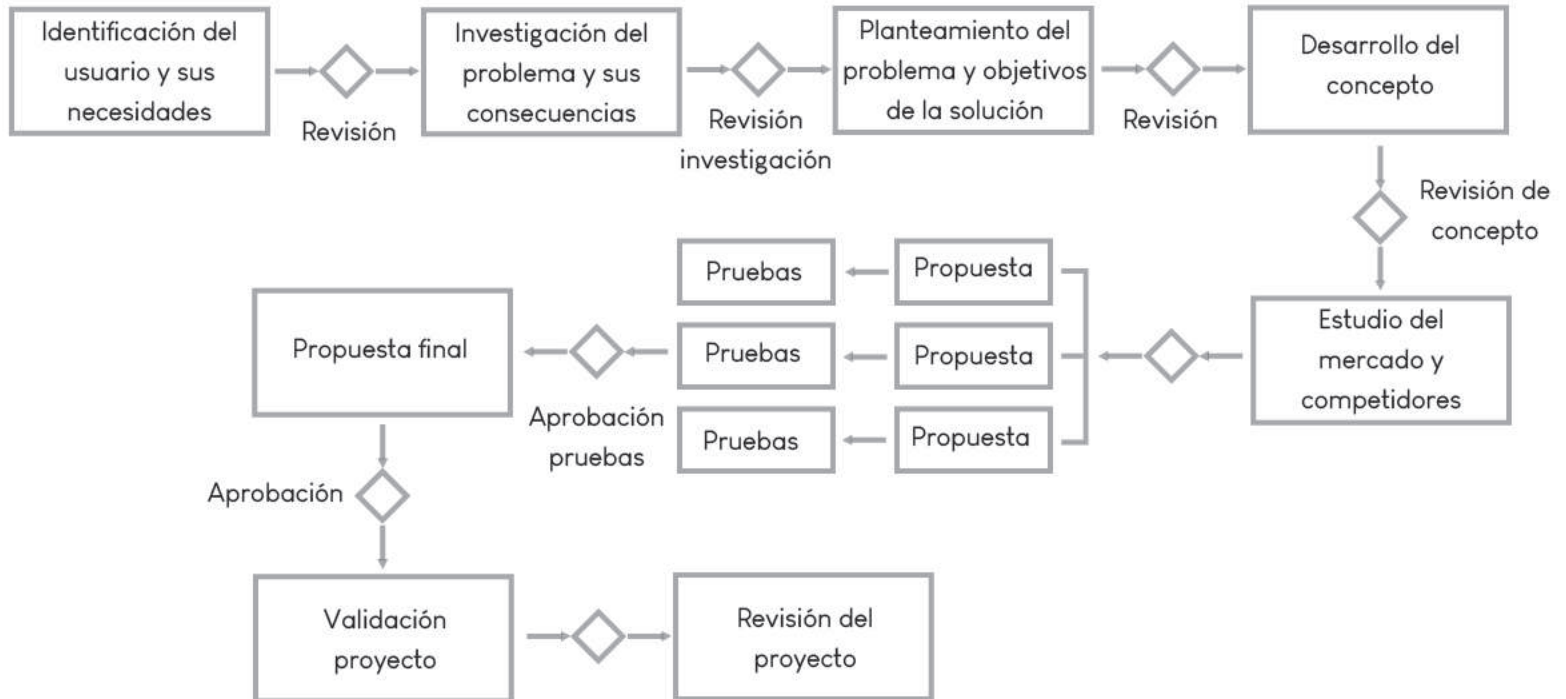 Identificación del
usuario y sus
necesidades
Revisión
Investigación del
problema y sus
consecuencias
Revisión
investigación
Planteamiento del
problema y objetivos
de la solución
Revisión
Desarrollo del
concepto
Revisión de
concepto
Estudio del
mercado y
competidores
Propuesta
Propuesta
Propuesta
Pruebas
Pruebas
Pruebas
Aprobación
pruebas
Propuesta final
Aprobación
Validación
proyecto
Revisión del
proyecto